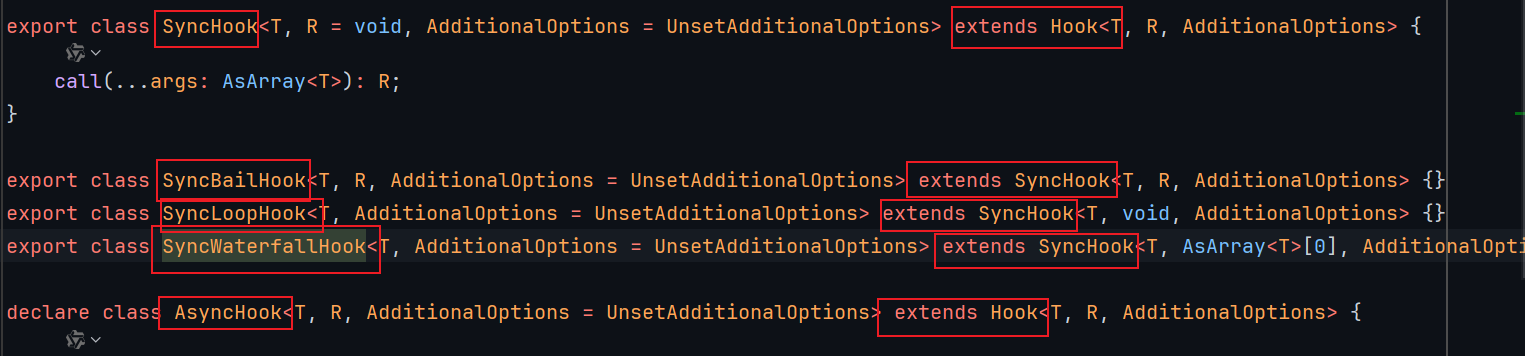 export class SyncHook<T, R = void, AdditionalOptions = UnsetAdditionalOptions> extends Hook<T, R, AdditionalOptions> {
call(...args: AsArray<T>): R;
}
export class SyncBailHook<T, R, AdditionalOptions = UnsetAdditionalOptions> extends SyncHook<T, R, AdditionalOptions> {}
export class SyncLoopHook<T, AdditionalOptions = UnsetAdditionalOptions> extends SyncHook<T, void, AdditionalOptions> {}
export class SyncWaterfallHook<T, AdditionalOptions = UnsetAdditionalOptions> extends SyncHook<T, AsArray<T>[0], AdditionalOpti
declare class AsyncHook<T, R, AdditionalOptions = UnsetAdditionalOptions> extends Hook<T, R, AdditionalOptions> {